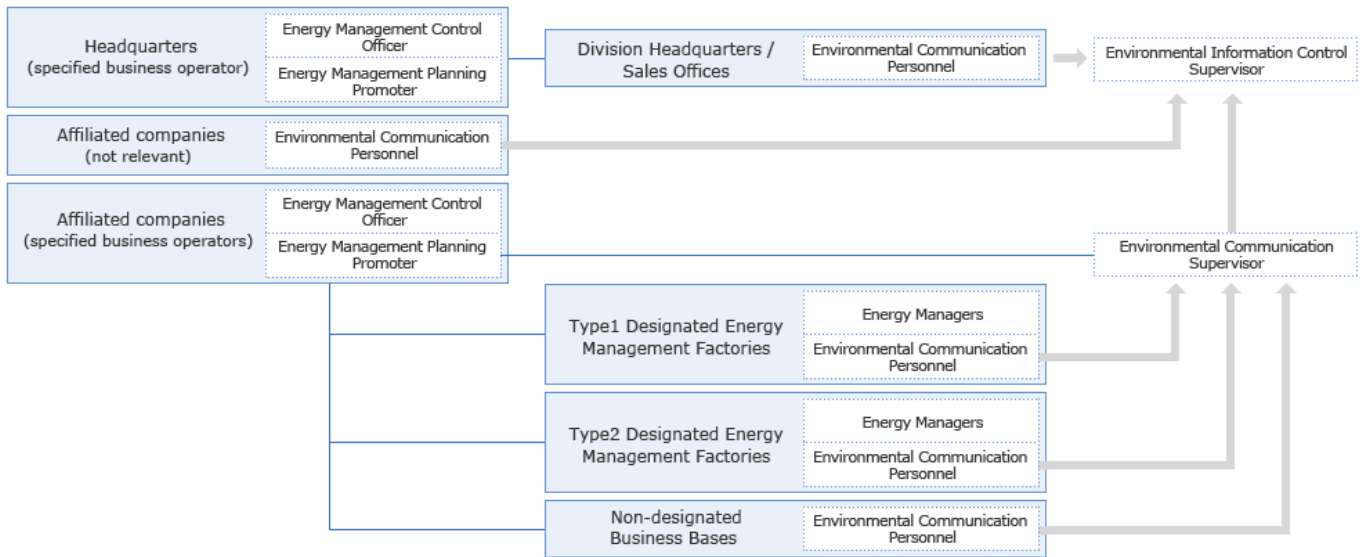 Headquarters
(specified business operator)
Energy Management Control
Officer
Energy Management Planning
Promoter
Division Headquarters /
Sales Offices
Environmental Communication
Personnel
Environmental Information Control
Supervisor
Affiliated companies
(not relevant)
Environmental Communication
Personnel
Affiliated companies
(specified business operators)
Energy Management Control
Officer
Energy Management Planning
Promoter
Environmental Communication
Supervisor
Type1 Designated Energy
Management Factories
Energy Managers
Environmental Communication
Personnel
Type2 Designated Energy
Management Factories
Energy Managers
Environmental Communication
Personnel
Non-designated
Business Bases
Environmental Communication
Personnel